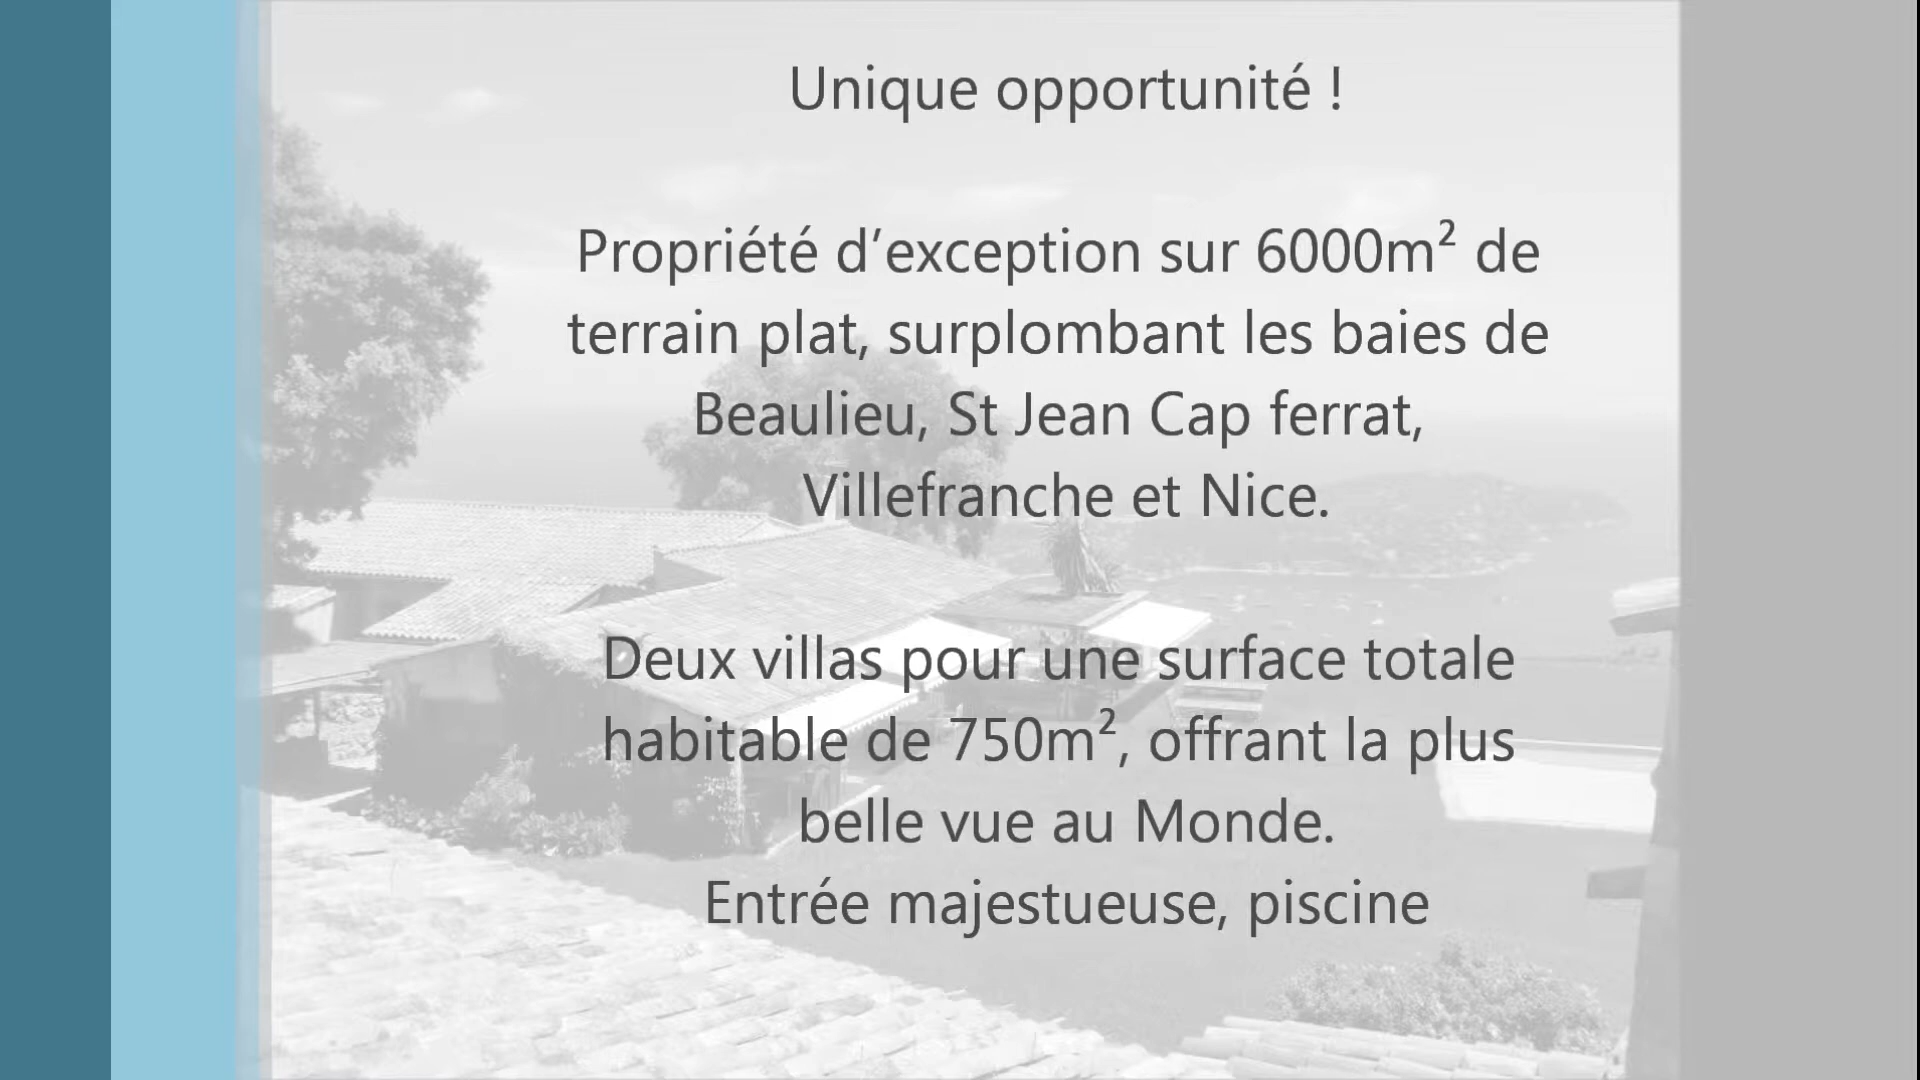 Unique opportunité !
Propriété d’exception sur 6000m² de
terrain plat, surplombant les baies de
Beaulieu, St Jean Cap ferrat,
Villefranche et Nice.
Deux villas pour une surface totale
habitable de 750m², offrant la plus
belle vue au Monde.
Entrée majestueuse, piscine